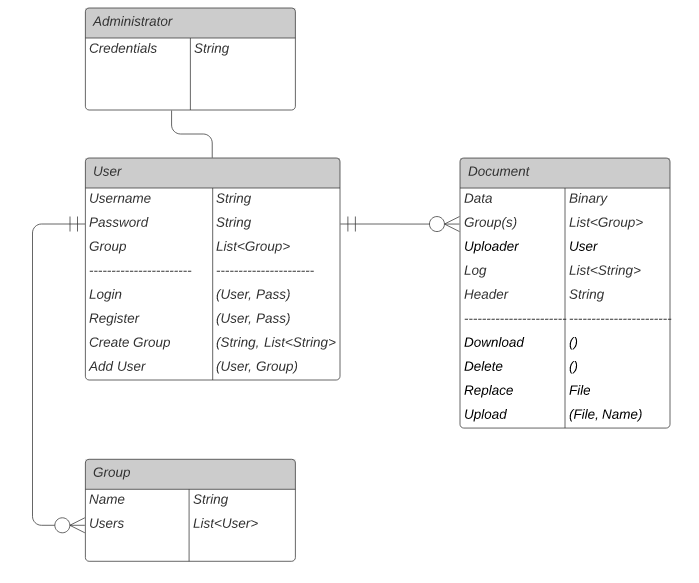 Administrator
Credentials String
User
Username String
Password String
Group List<Group>
---------------------- ---------------------
Login (User, Pass)
Register (User, Pass)
Create Group (String, List<String>
Add User (User, Group)
Document
Data Binary
Group(s) List<Group>
Uploader User
Log List<String>
Header String
---------------------- ----------------------
Download ()
Delete ()
Replace File
Upload (File, Name)
Group
Name String
Users List<User>